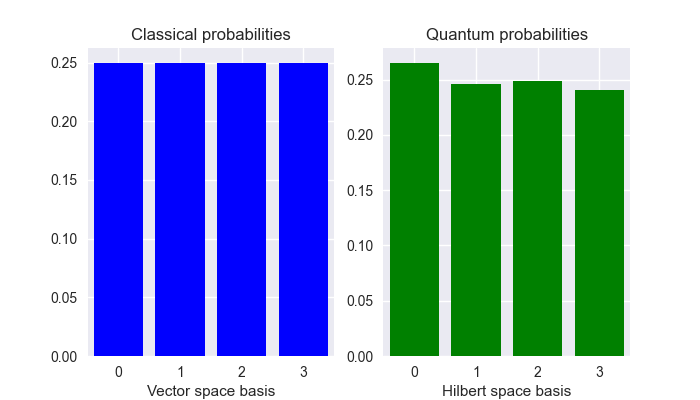 Classical probabilities
0.25
0.20
0.15
0.10
0.05
0.00
0 1 2 3
Vector space basis
Quantum probabilities
0.25
0.20
0.15
0.10
0.05
0.00
0 1 2 3
Hilbert space basis